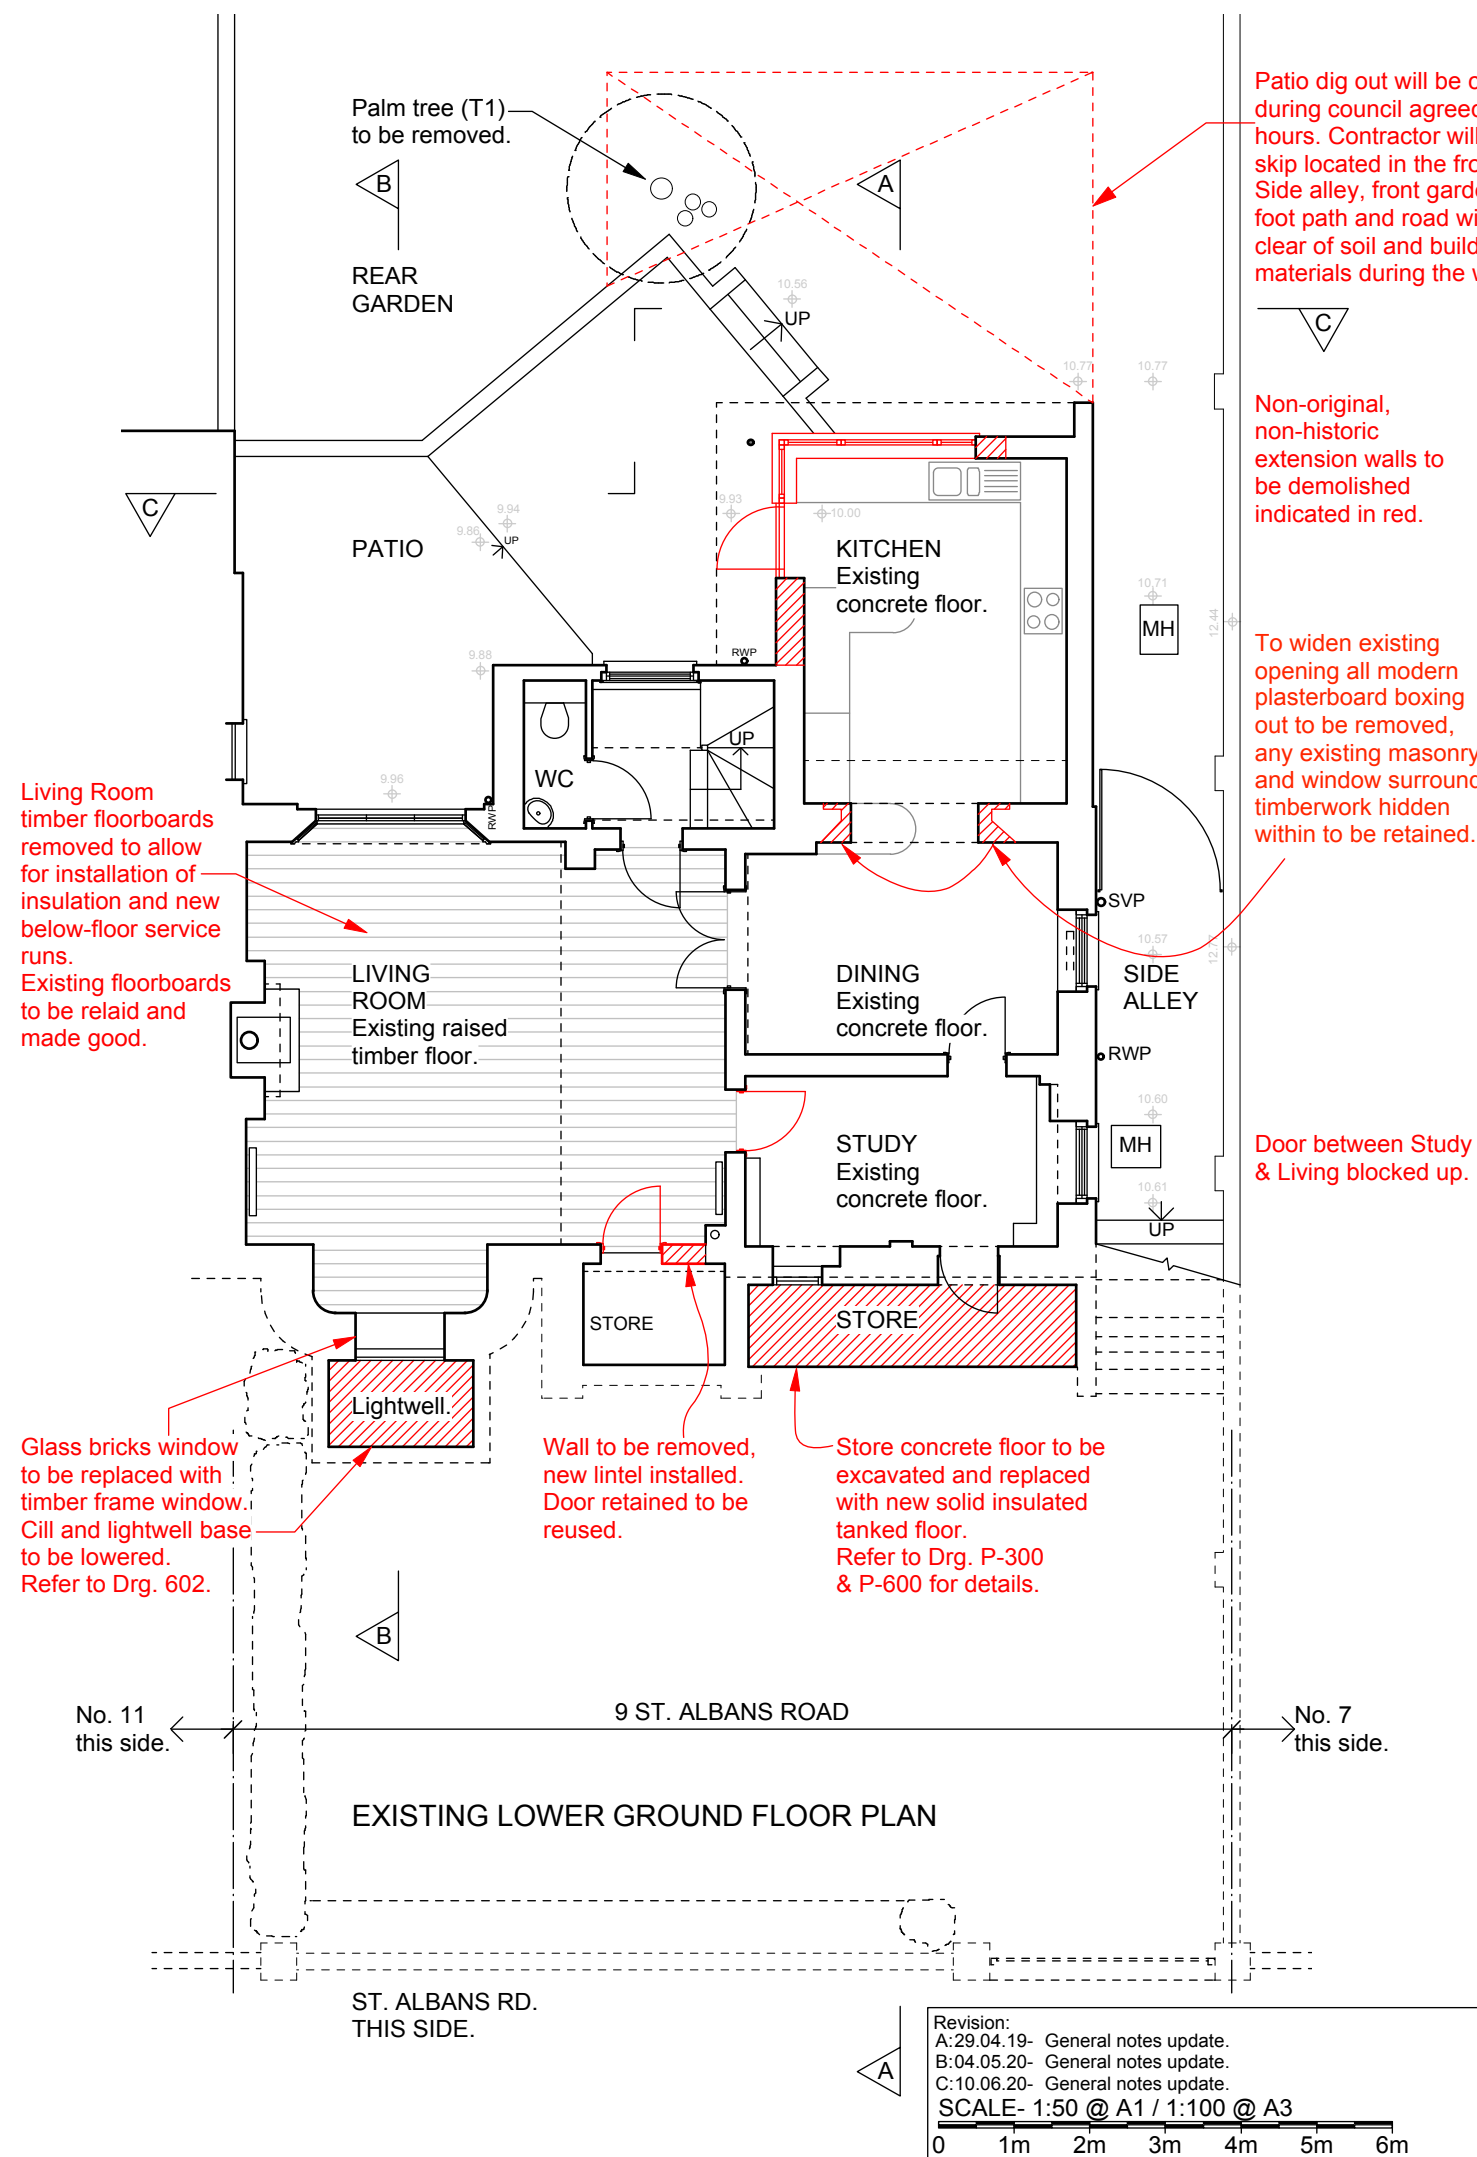 Palm tree (T1)
to be removed.
Patio dig out will be
during council agreed
hours. Contractor will
skip located in the
Side alley, front
foot path and road
clear of soil and
materials during the
B
A
REAR
GARDEN
10.56
UP
C
10.77
10.77
Non-original,
non-historic
extension walls to
be demolished
indicated in red.
C
9.94
9.86
UP
9.93
10.00
PATIO
KITCHEN
Existing
concrete floor.
10.71
MH
12.44
To widen existing
opening all modern
plasterboard boxing
out to be removed,
any existing masonry
and window surround
timberwork hidden
within to be retained.
9.88
RWP
UP
WC
9.96
RWP
Living Room
timber floorboards
removed to allow
for installation of
insulation and new
below-floor service
runs.
Existing floorboards
to be relaid and
made good.
SVP
10.57
12.77
LIVING
ROOM
Existing raised
timber floor.
DINING
Existing
concrete floor.
SIDE
ALLEY
RWP
10.60
MH
STUDY
Existing
concrete floor.
Door between Study
& Living blocked up.
10.61
UP
STORE
STORE
Lightwell.
Glass bricks window
to be replaced with
timber frame window.
Cill and lightwell base
to be lowered.
Refer to Drg. 602.
Wall to be removed,
new lintel installed.
Door retained to be
reused.
Store concrete floor to be
excavated and replaced
with new solid insulated
tanked floor.
Refer to Drg. P-300
& P-600 for details.
B
No. 11
this side.
9 ST. ALBANS ROAD
No. 7
this side.
EXISTING LOWER GROUND FLOOR PLAN
ST. ALBANS RD.
THIS SIDE.
A
Revision:
A:29.04.19- General notes update.
B:04.05.20- General notes update.
C:10.06.20- General notes update.
SCALE- 1:50 @ A1 / 1:100 @ A3
0 1m 2m 3m 4m 5m 6m